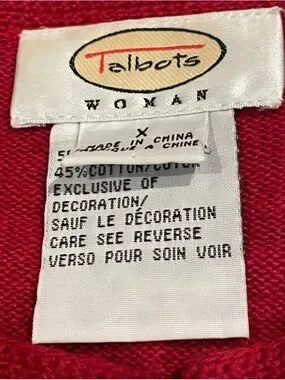 Talbots
WOMAN
X
MADE IN CHINA
A CHINE
45%COTTON/COTON
EXCLUSIVE OF
DECORATION/
SAUF LE DÉCORATION
CARE SEE REVERSE
VERSO POUR SOIN VOIR